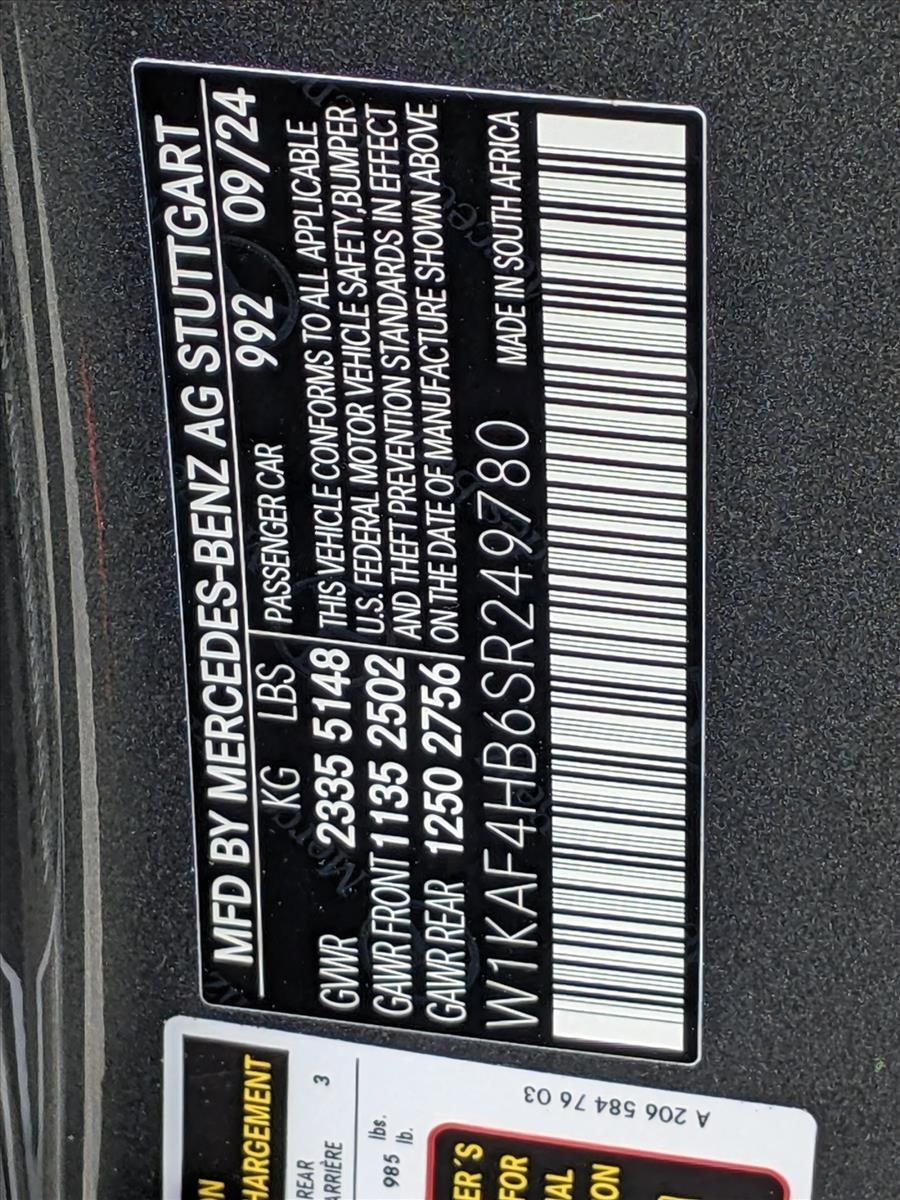 MFD BY MERCEDES-BENZ AG STUTTGART
KG LBS PASSENGER CAR 992 09/24
GVWR 2335 5148
GAWR FRONT 1135 2502
GAWR REAR 1250 2756
THIS VEHICLE CONFORMS TO ALL APPLICABLE
U.S. FEDERAL MOTOR VEHICLE SAFETY,BUMPER
AND THEFT PREVENTION STANDARDS IN EFFECT
ON THE DATE OF MANUFACTURE SHOWN ABOVE
W1KAF4HB6SR249780 MADE IN SOUTH AFRICA
HARGEMENT
REAR 3
ARRIÈRE
985 lbs.
lb.
ER'S
FOR
A 206 584 76 03